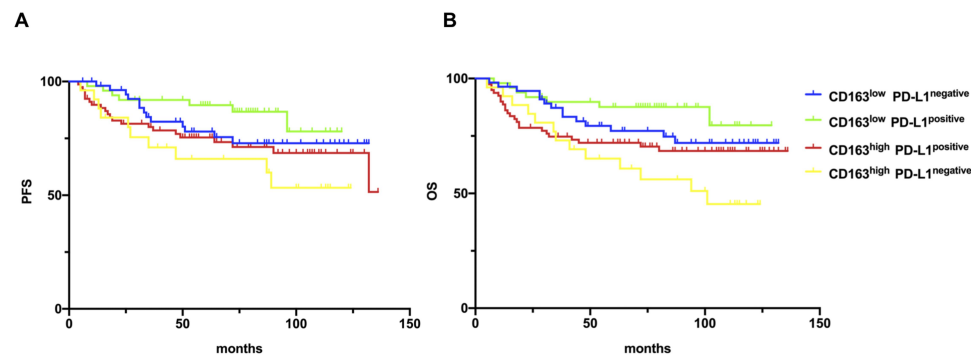 A
B
100
50
0
PFS
0
50
100
150
months
100
50
0
OS
0
50
100
150
months
CD163low PD-L1negative
CD163low PD-L1positive
CD163high PD-L1positive
CD163high PD-L1negative